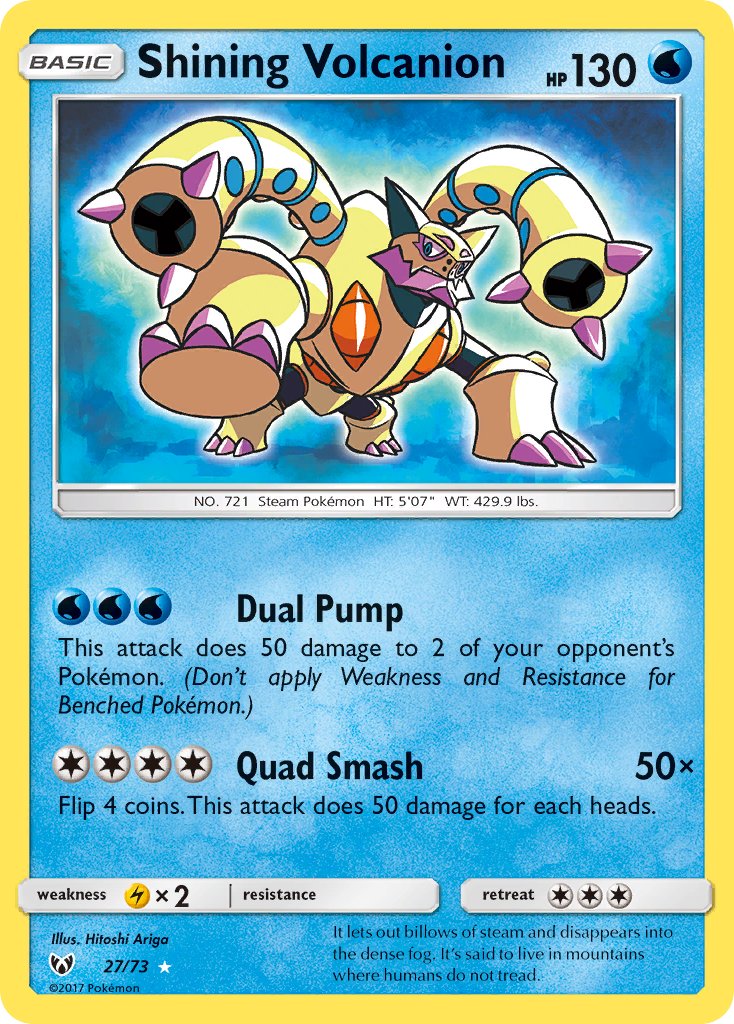 BASIC
Shining Volcanion
HP 130
NO. 721 Steam Pokémon HT: 5'07" WT: 429.9 lbs.
Dual Pump
This attack does 50 damage to 2 of your opponent's
Pokémon. (Don't apply Weakness and Resistance for
Benched Pokémon.)
Quad Smash 50×
Flip 4 coins. This attack does 50 damage for each heads.
weakness × 2 resistance retreat
Illus. Hitoshi Ariga
27/73 ★
©2017 Pokémon
It lets out billows of steam and disappears into
the dense fog. It's said to live in mountains
where humans do not tread.